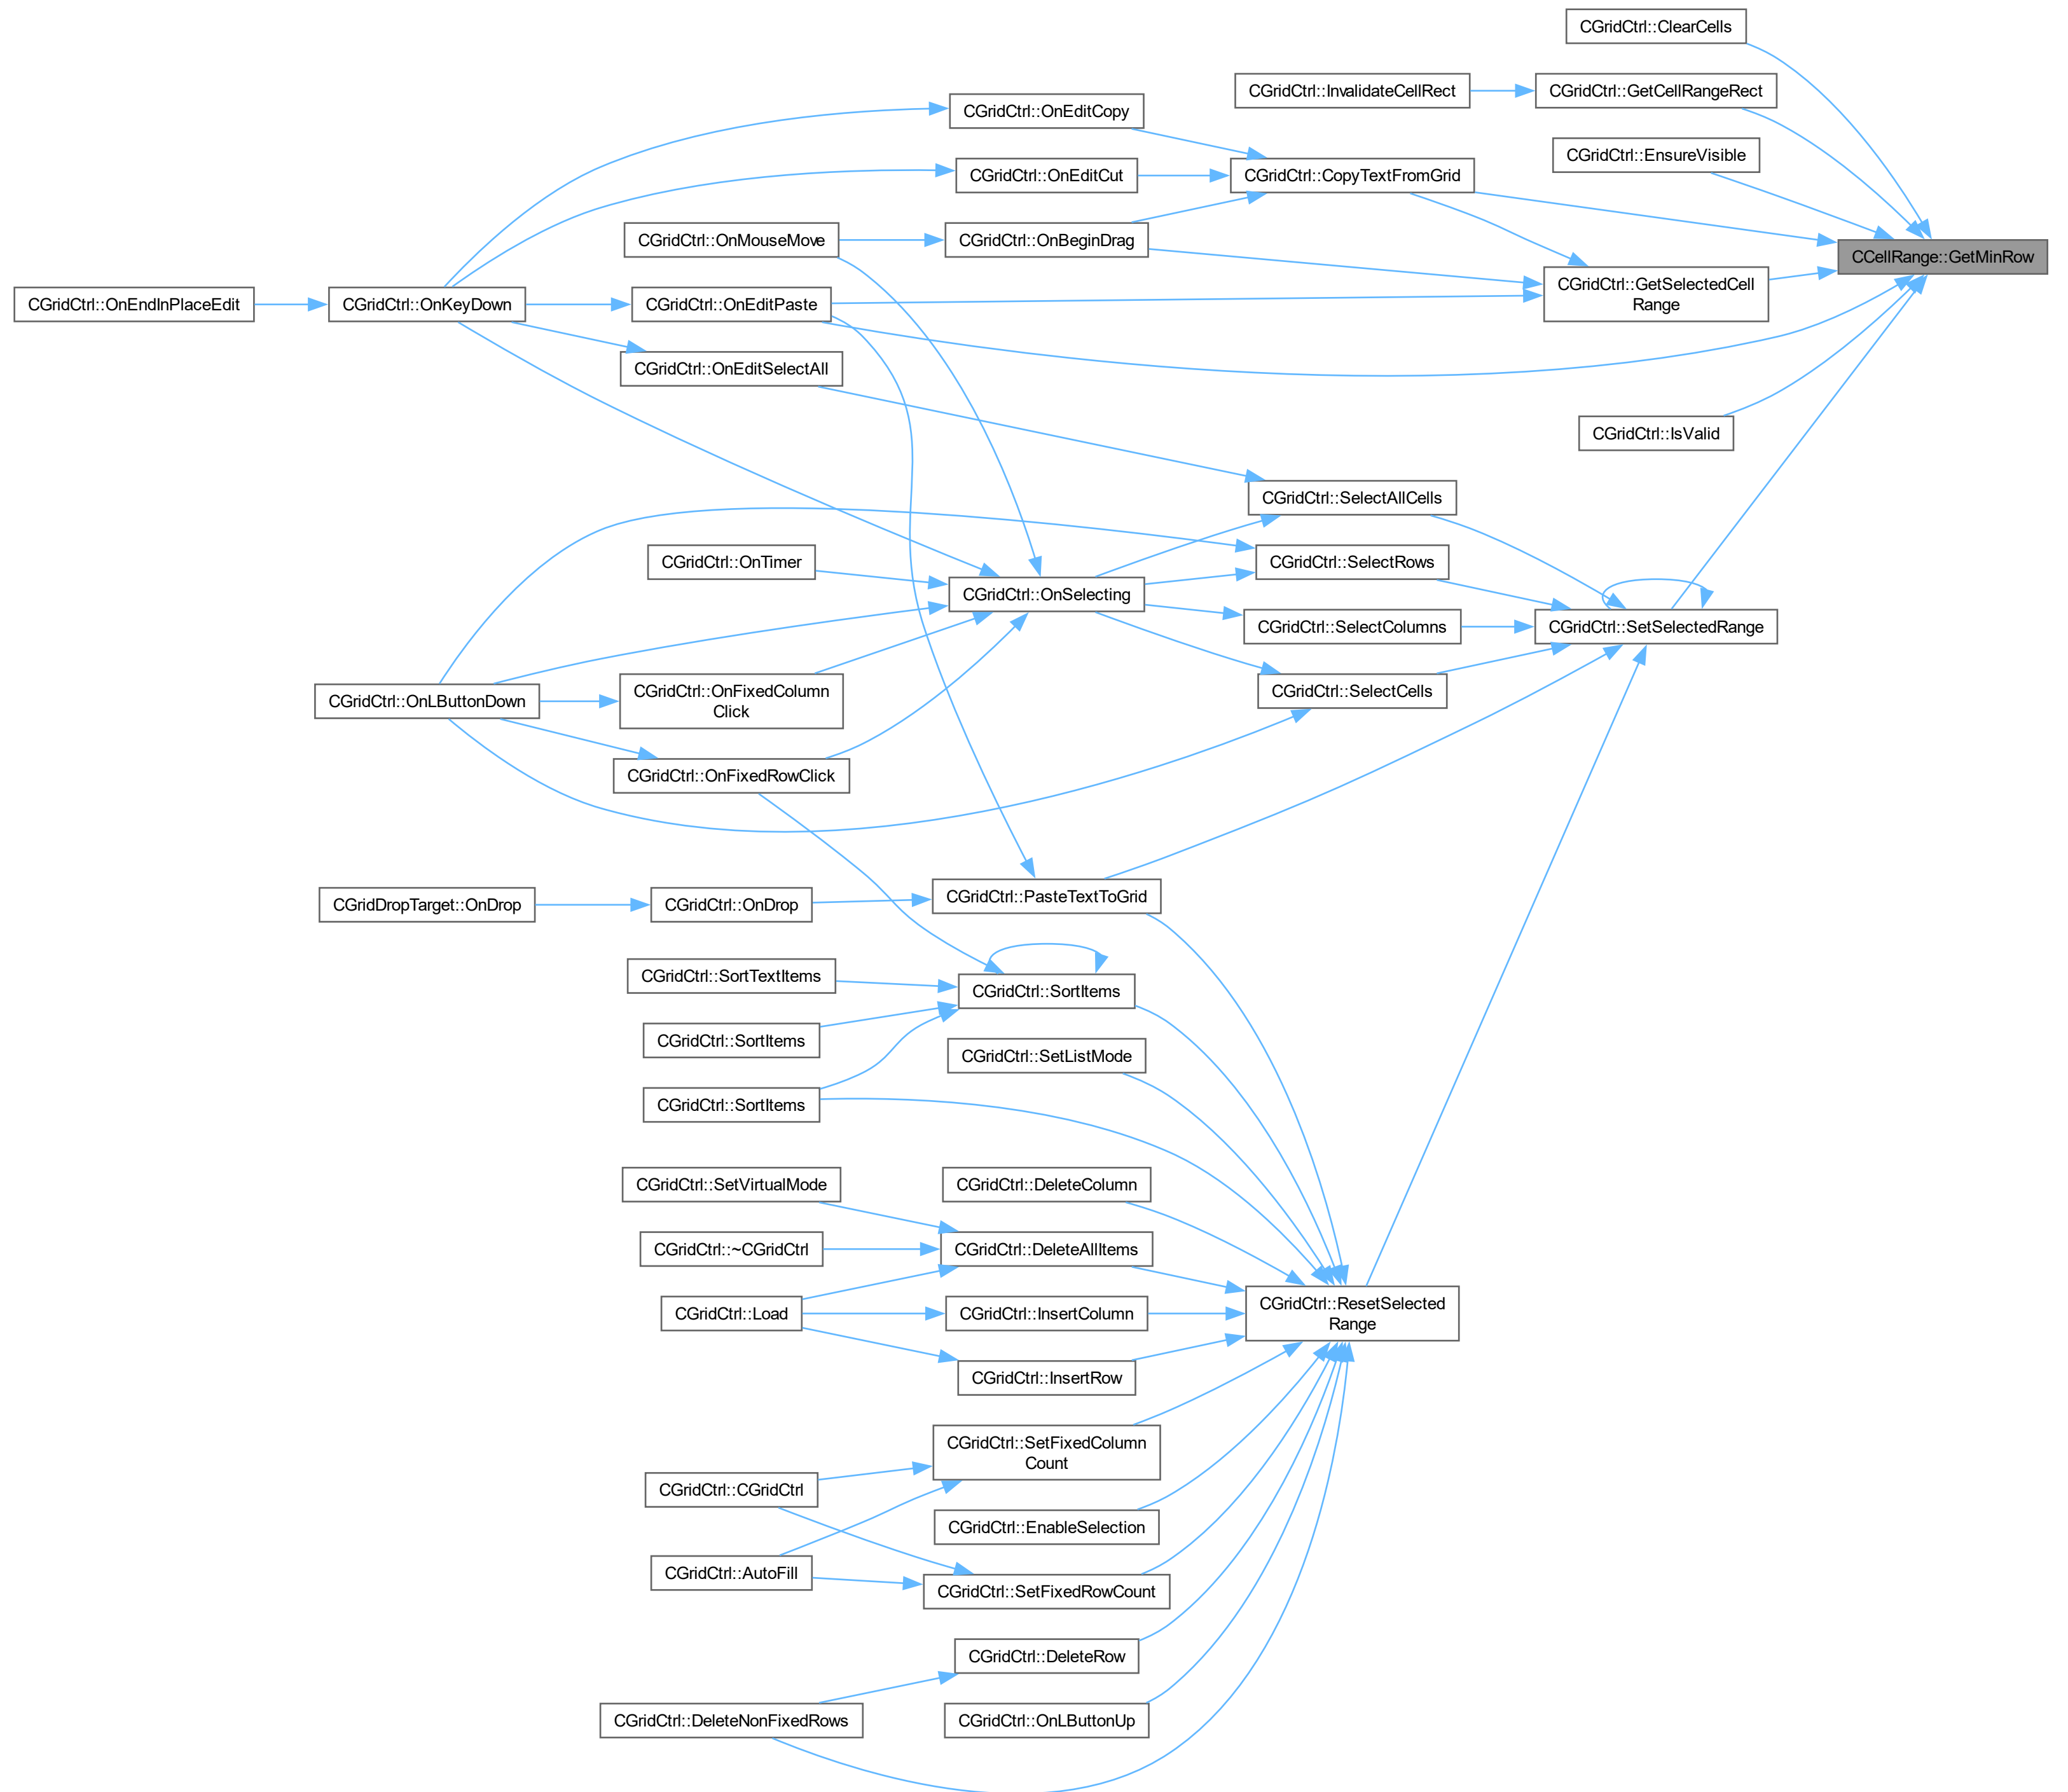 CGridCtrl::ClearCells
CGridCtrl::InvalidateCellRect
CGridCtrl::GetCellRangeRect
CGridCtrl::OnEditCopy
CGridCtrl::EnsureVisible
CGridCtrl::OnEditCut
CGridCtrl::CopyTextFromGrid
CGridCtrl::OnMouseMove
CGridCtrl::OnBeginDrag
CCellRange::GetMinRow
CGridCtrl::GetSelectedCell
Range
CGridCtrl::OnEndInPlaceEdit
CGridCtrl::OnKeyDown
CGridCtrl::OnEditPaste
CGridCtrl::OnEditSelectAll
CGridCtrl::IsValid
CGridCtrl::SelectAllCells
CGridCtrl::OnTimer
CGridCtrl::SelectRows
CGridCtrl::OnSelecting
CGridCtrl::SelectColumns
CGridCtrl::SetSelectedRange
CGridCtrl::OnLButtonDown
CGridCtrl::OnFixedColumn
Click
CGridCtrl::SelectCells
CGridCtrl::OnFixedRowClick
CGridDropTarget::OnDrop
CGridCtrl::OnDrop
CGridCtrl::PasteTextToGrid
CGridCtrl::SortTextItems
CGridCtrl::SortItems
CGridCtrl::SortItems
CGridCtrl::SetListMode
CGridCtrl::SortItems
CGridCtrl::SetVirtualMode
CGridCtrl::DeleteColumn
CGridCtrl::~CGridCtrl
CGridCtrl::DeleteAllItems
CGridCtrl::Load
CGridCtrl::InsertColumn
CGridCtrl::ResetSelected
Range
CGridCtrl::InsertRow
CGridCtrl::SetFixedColumn
Count
CGridCtrl::CGridCtrl
CGridCtrl::EnableSelection
CGridCtrl::AutoFill
CGridCtrl::SetFixedRowCount
CGridCtrl::DeleteRow
CGridCtrl::DeleteNonFixedRows
CGridCtrl::OnLButtonUp